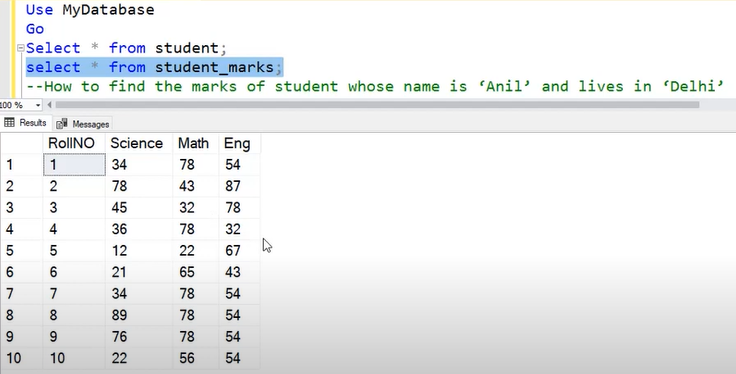 Use MyDatabase
Go
Select * from student;
select * from student_marks;
--How to find the marks of student whose name is ‘Anil’ and lives in ‘Delhi’
100 %
Results Messages
RollNO Science Math Eng
1 1 34 78 54
2 2 78 43 87
3 3 45 32 78
4 4 36 78 32
5 5 12 22 67
6 6 21 65 43
7 7 34 78 54
8 8 89 78 54
9 9 76 78 54
10 10 22 56 54